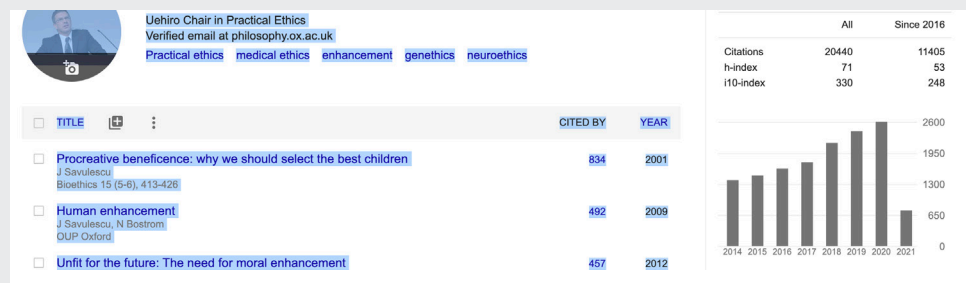 Uehiro Chair in Practical Ethics
Verified email at philosophy.ox.ac.uk
Practical ethics medical ethics enhancement genethics neuroethics
TITLE CITED BY YEAR
Procreative beneficence: why we should select the best children 834 2001
J Savulescu
Bioethics 15 (5-6), 413-426
Human enhancement 492 2009
J Savulescu, N Bostrom
OUP Oxford
Unfit for the future: The need for moral enhancement 457 2012
All Since 2016
Citations 20440 11405
h-index 71 53
i10-index 330 248
2600
1950
1300
650
0
2014 2015 2016 2017 2018 2019 2020 2021